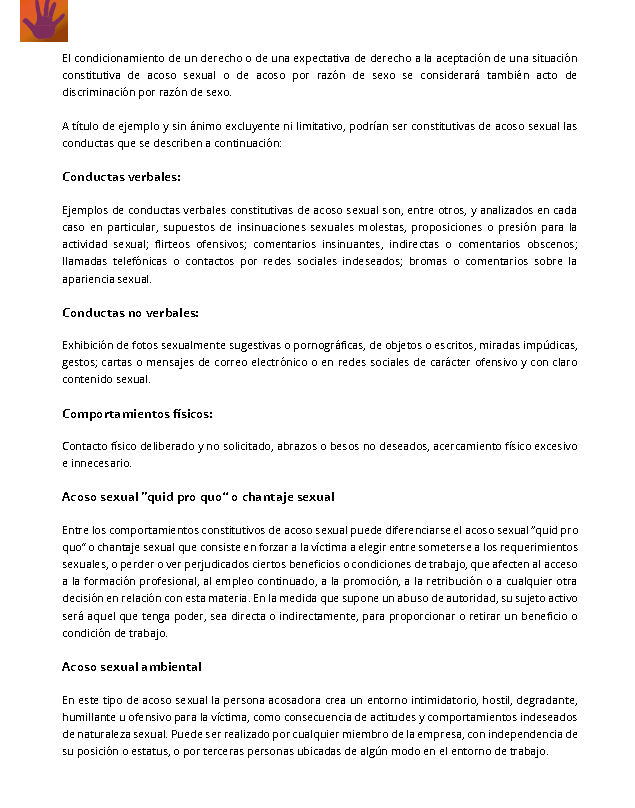 El condicionamiento de un derecho o de una expectativa de derecho a la aceptación de una situación
constitutiva de acoso sexual o de acoso por razón de sexo se considerará también acto de
discriminación por razón de sexo.
A título de ejemplo y sin ánimo excluyente ni limitativo, podrían ser constitutivas de acoso sexual las
conductas que se describen a continuación:
Conductas verbales:
Ejemplos de conductas verbales constitutivas de acoso sexual son, entre otros, y analizados en cada
caso en particular, supuestos de insinuaciones sexuales molestas, proposiciones o presión para la
actividad sexual; flirteos ofensivos; comentarios insinuantes, indirectas o comentarios obscenos;
llamadas telefónicas o contactos por redes sociales indeseados; bromas o comentarios sobre la
apariencia sexual.
Conductas no verbales:
Exhibición de fotos sexualmente sugestivas o pornográficas, de objetos o escritos, miradas impúdicas,
gestos; cartas o mensajes de correo electrónico o en redes sociales de carácter ofensivo y con claro
contenido sexual.
Comportamientos físicos:
Contacto físico deliberado y no solicitado, abrazos o besos no deseados, acercamiento físico excesivo
e innecesario.
Acoso sexual "quid pro quo" o chantaje sexual
Entre los comportamientos constitutivos de acoso sexual puede diferenciarse el acoso sexual "quid pro
quo" o chantaje sexual que consiste en forzar a la víctima a elegir entre someterse a los requerimientos
sexuales, o perder o ver perjudicados ciertos beneficios o condiciones de trabajo, que afecten al acceso
a la formación profesional, al empleo continuado, a la promoción, a la retribución o a cualquier otra
decisión en relación con esta materia. En la medida que supone un abuso de autoridad, su sujeto activo
será aquel que tenga poder, sea directa o indirectamente, para proporcionar o retirar un beneficio o
condición de trabajo.
Acoso sexual ambiental
En este tipo de acoso sexual la persona acosadora crea un entorno intimidatorio, hostil, degradante,
humillante u ofensivo para la víctima, como consecuencia de actitudes y comportamientos indeseados
de naturaleza sexual. Puede ser realizado por cualquier miembro de la empresa, con independencia de
su posición o estatus, o por terceras personas ubicadas de algún modo en el entorno de trabajo.